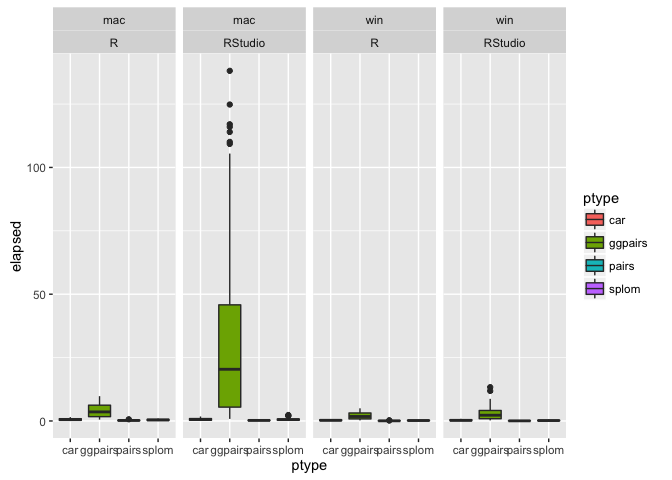 mac mac win win
R RStudio R RStudio
100
50
0
elapsed
car ggpairs pairs splom car ggpairs pairs splom car ggpairs pairs splom car ggpairs pairs splom
ptype
ptype
car
ggpairs
pairs
splom